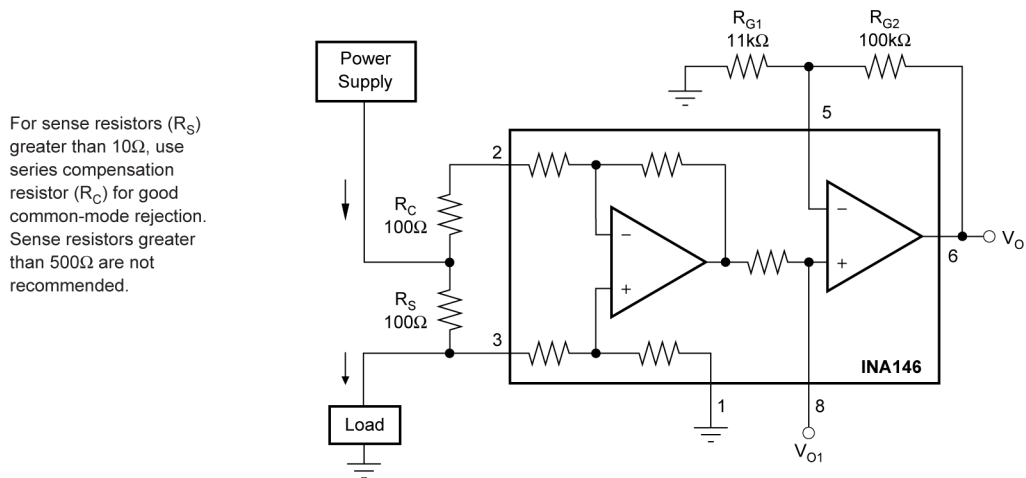 For sense resistors (RS)
greater than 10Ω, use
series compensation
resistor (RC) for good
common-mode rejection.
Sense resistors greater
than 500Ω are not
recommended.
Power
Supply
RG1
11kΩ
RG2
100kΩ
5
2
RC
100Ω
RS
100Ω
3
−
+
−
+
6
VO
INA146
1
8
VO1
Load